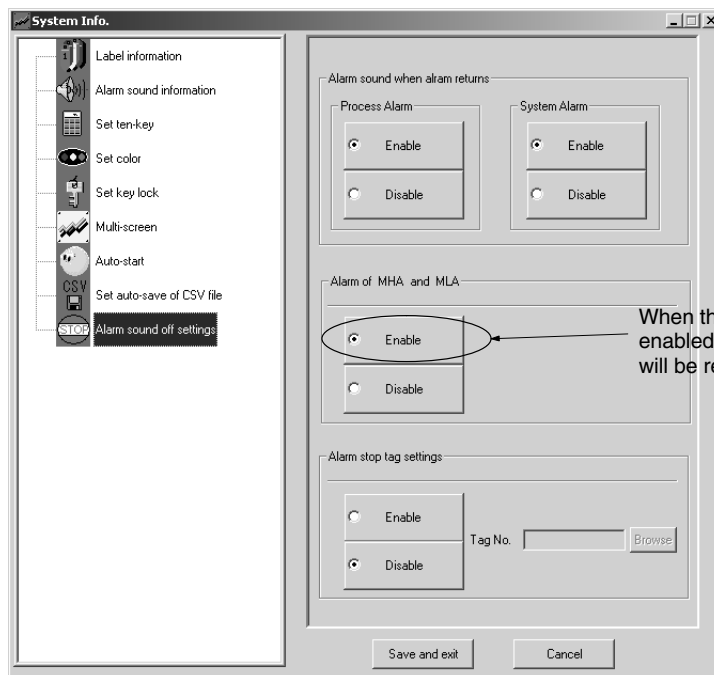 System Info.
Label information
Alarm sound information
Set ten-key
Set color
Set key lock
Multi-screen
Auto-start
CSV
Set auto-save of CSV file
STOP
Alarm sound off settings
Alarm sound when alram returns
Process Alarm
System Alarm
Enable
Enable
Disable
Disable
Alarm of MHA and MLA
Enable
Disable
When th
enabled
will be re
Alarm stop tag settings
Enable
Disable
Tag No.
Browse
Save and exit
Cancel